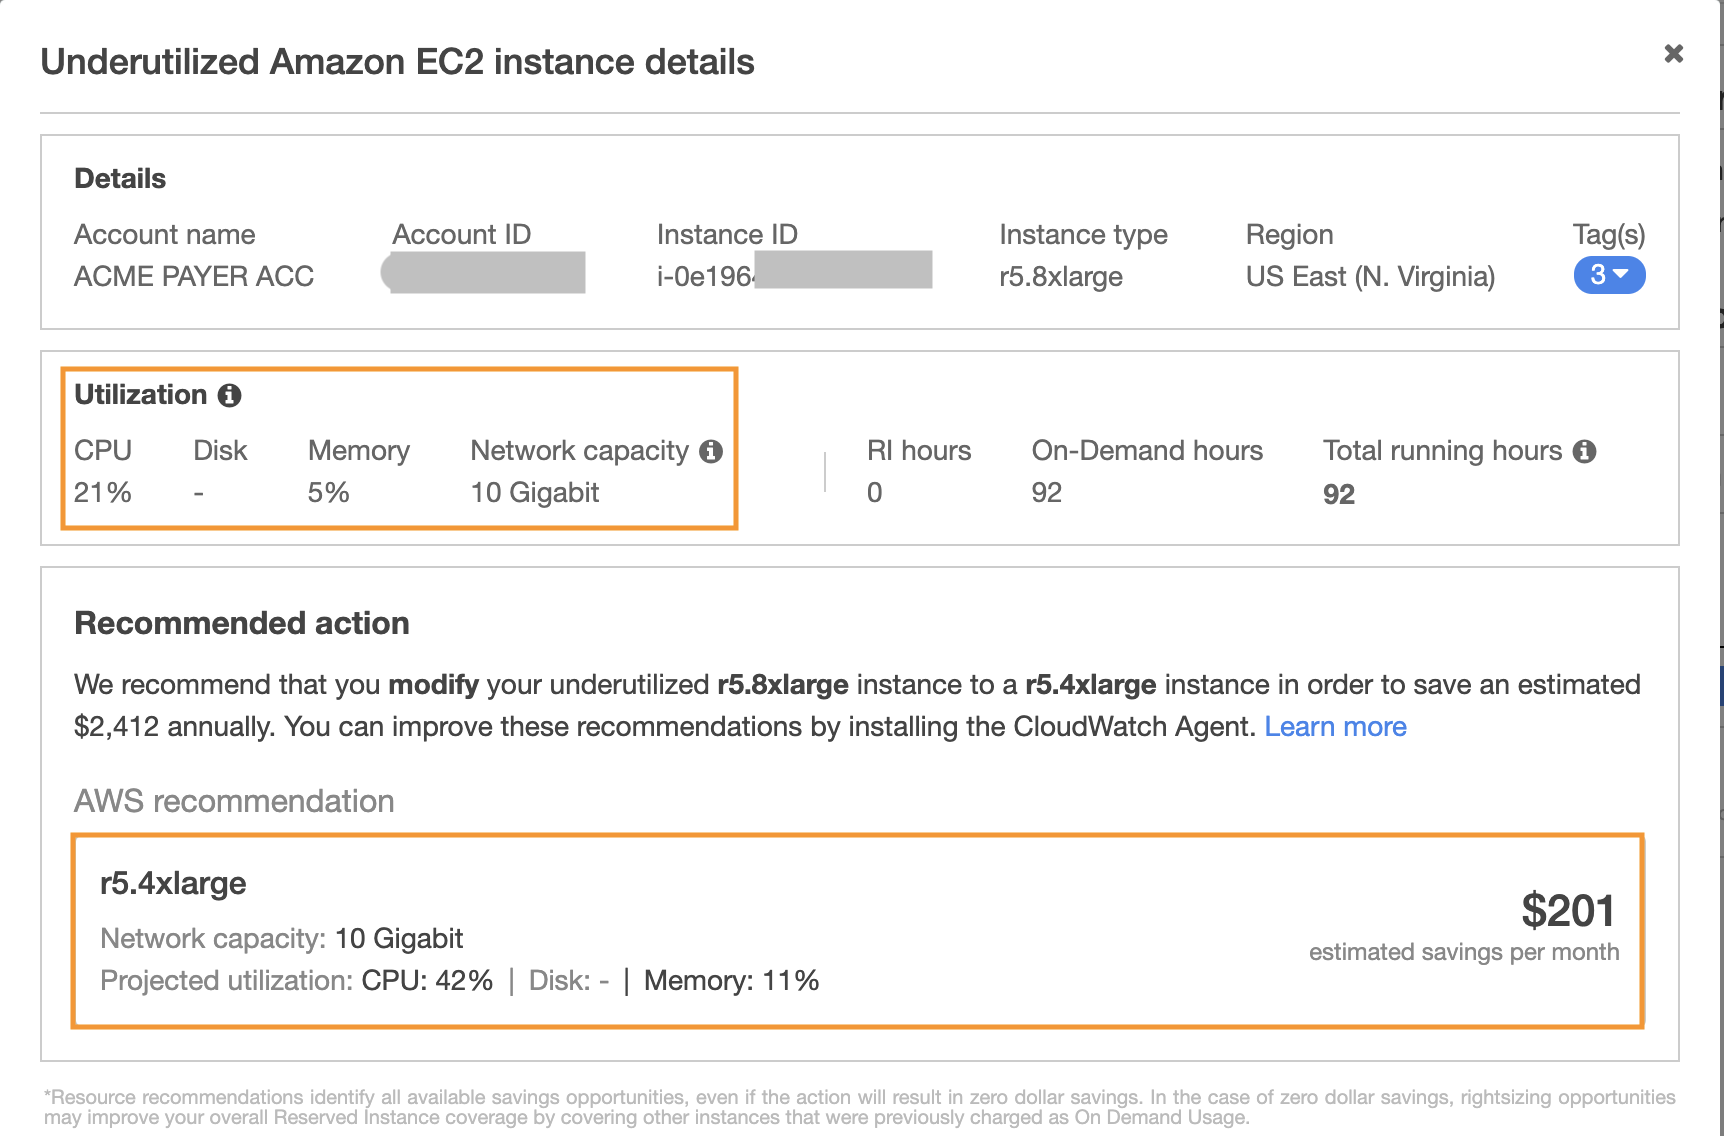 Underutilized Amazon EC2 instance details
Details
Account name Account ID Instance ID Instance type Region Tag(s)
ACME PAYER ACC i-0e196 r5.8xlarge US East (N. Virginia) 3
Utilization
CPU Disk Memory Network capacity RI hours On-Demand hours Total running hours
21% - 5% 10 Gigabit 0 92 92
Recommended action
We recommend that you modify your underutilized r5.8xlarge instance to a r5.4xlarge instance in order to save an estimated
$2,412 annually. You can improve these recommendations by installing the CloudWatch Agent. Learn more
AWS recommendation
r5.4xlarge
$201
Network capacity: 10 Gigabit
estimated savings per month
Projected utilization: CPU: 42% | Disk: - | Memory: 11%
*Resource recommendations identify all available savings opportunities, even if the action will result in zero dollar savings. In the case of zero dollar savings, rightsizing opportunities
may improve your overall Reserved Instance coverage by covering other instances that were previously charged as On Demand Usage.